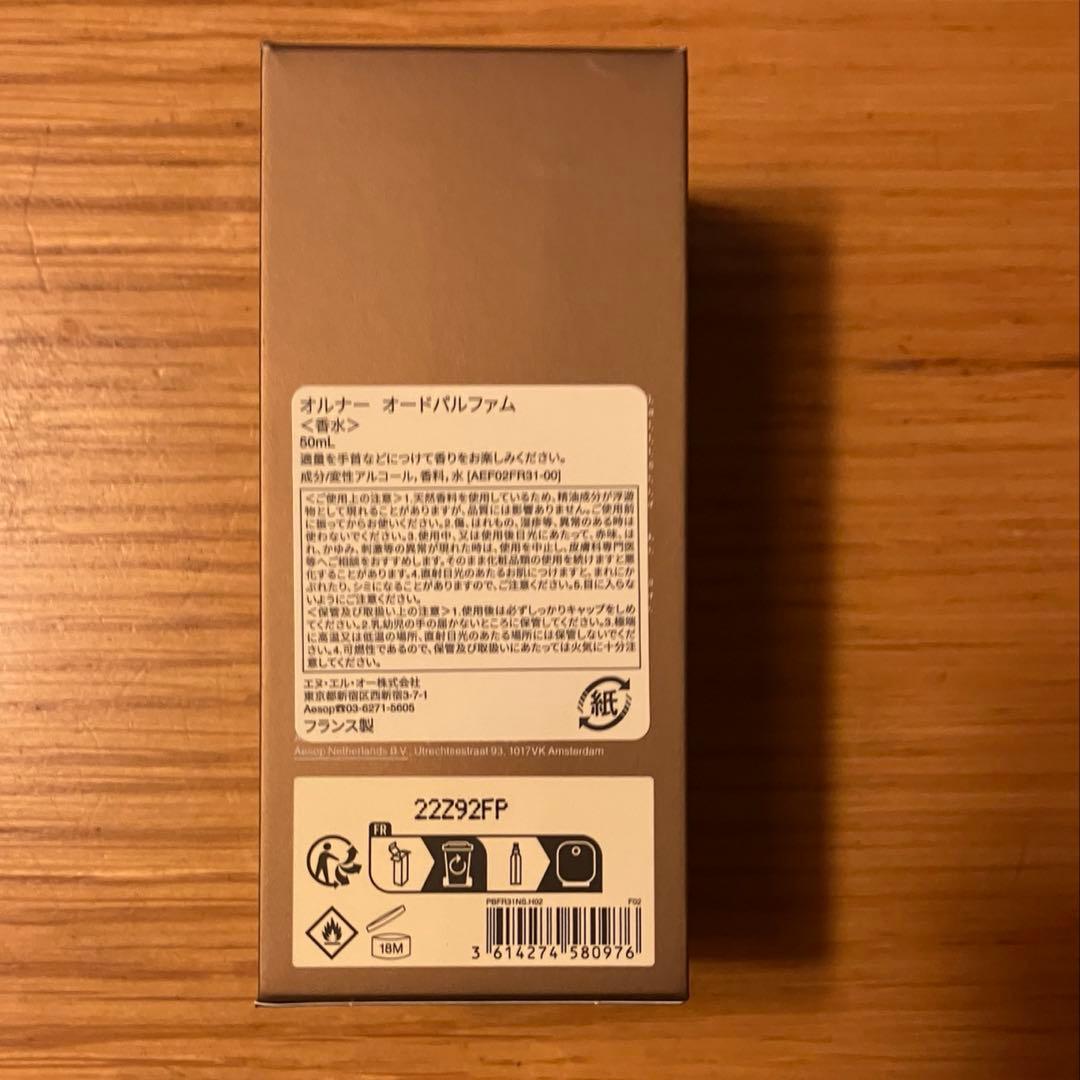 オルナー オードパルファム
＜香水＞
50mL
適量を手首などにつけて香りをお楽しみください。
成分/変性アルコール, 香料, 水 [AEF02FR31-00]
＜ご使用上の注意＞1.天然香料を使用しているため、精油成分が浮遊
物として現れることがありますが、品質には影響ありません。ご使用前
に振ってからお使いください。2.傷、はれもの、湿疹等、異常のある時は
使わないでください。3.使用中、又は使用後日光にあたって、赤味、は
れ、かゆみ、刺激等の異常が現れた時は、使用を中止し、皮膚科専門医
等へご相談をおすすめします。そのまま化粧品類の使用を続けますと悪
化することがあります。4.直射日光のあたるお肌につけますと、まれにか
ぶれたり、シミになることがありますので、ご注意ください。5.目に入らな
いようにご注意ください。
＜保管及び取扱い上の注意＞1.使用後は必ずしっかりキャップをしめ
てください。2.乳幼児の手の届かないところに保管してください。3.極端
に高温又は低温の場所、直射日光のあたる場所には保管しないでくだ
さい。4.可燃性であるので、保管及び取扱いにあたっては火気に十分注
意してください。
エヌ・エル・オー株式会社
東京都新宿区西新宿3-7-1
Aesop☎03-6271-5605
フランス製
紙
Aesop Netherlands B.V., Utrechtsestraat 93, 1017VK Amsterdam
22Z92FP
FR
PBFR31NS.H02 F02
18M
3 614274 580976